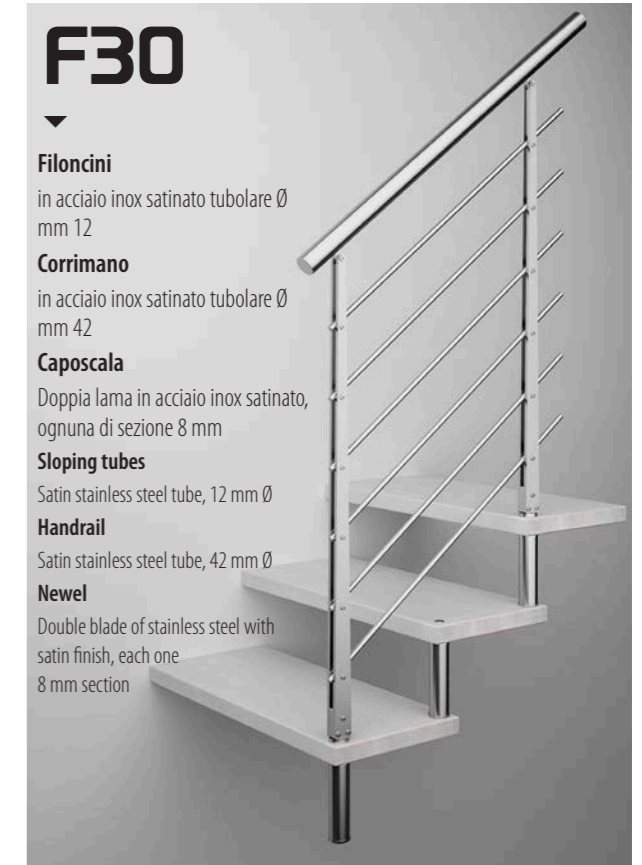 F30
Filoncini
in acciaio inox satinato tubolare Ø
mm 12
Corrimano
in acciaio inox satinato tubolare Ø
mm 42
Caposcala
Doppia lama in acciaio inox satinato,
ognuna di sezione 8 mm
Sloping tubes
Satin stainless steel tube, 12 mm Ø
Handrail
Satin stainless steel tube, 42 mm Ø
Newel
Double blade of stainless steel with
satin finish, each one
8 mm section